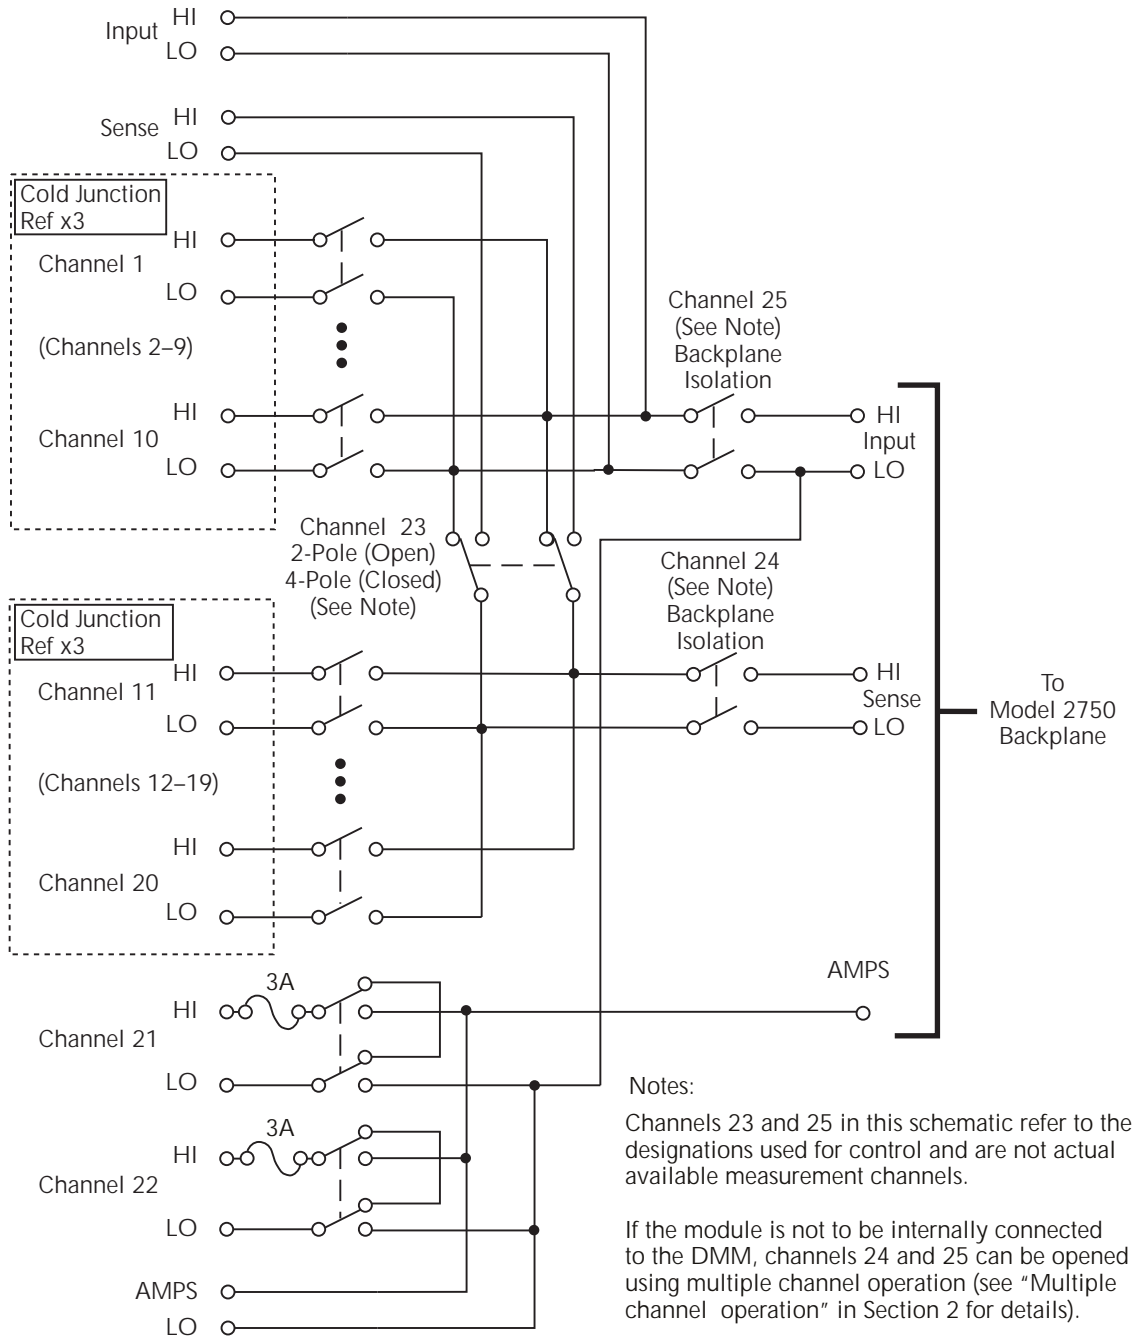 Input
HI
LO
Sense
HI
LO
Cold Junction
Ref x3
HI
Channel 1
LO
(Channels 2–9)
HI
Channel 10
LO
Channel 25
(See Note)
Backplane
Isolation
HI
Input
LO
Channel 23
2-Pole (Open)
4-Pole (Closed)
(See Note)
Channel 24
(See Note)
Backplane
Isolation
Cold Junction
Ref x3
HI
Channel 11
LO
(Channels 12–19)
HI
Channel 20
LO
HI
Sense
LO
To
Model 2750
Backplane
AMPS
3A
HI
Channel 21
LO
3A
HI
Channel 22
LO
AMPS
LO
Notes:
Channels 23 and 25 in this schematic refer to the
designations used for control and are not actual
available measurement channels.
If the module is not to be internally connected
to the DMM, channels 24 and 25 can be opened
using multiple channel operation (see “Multiple
channel operation” in Section 2 for details).